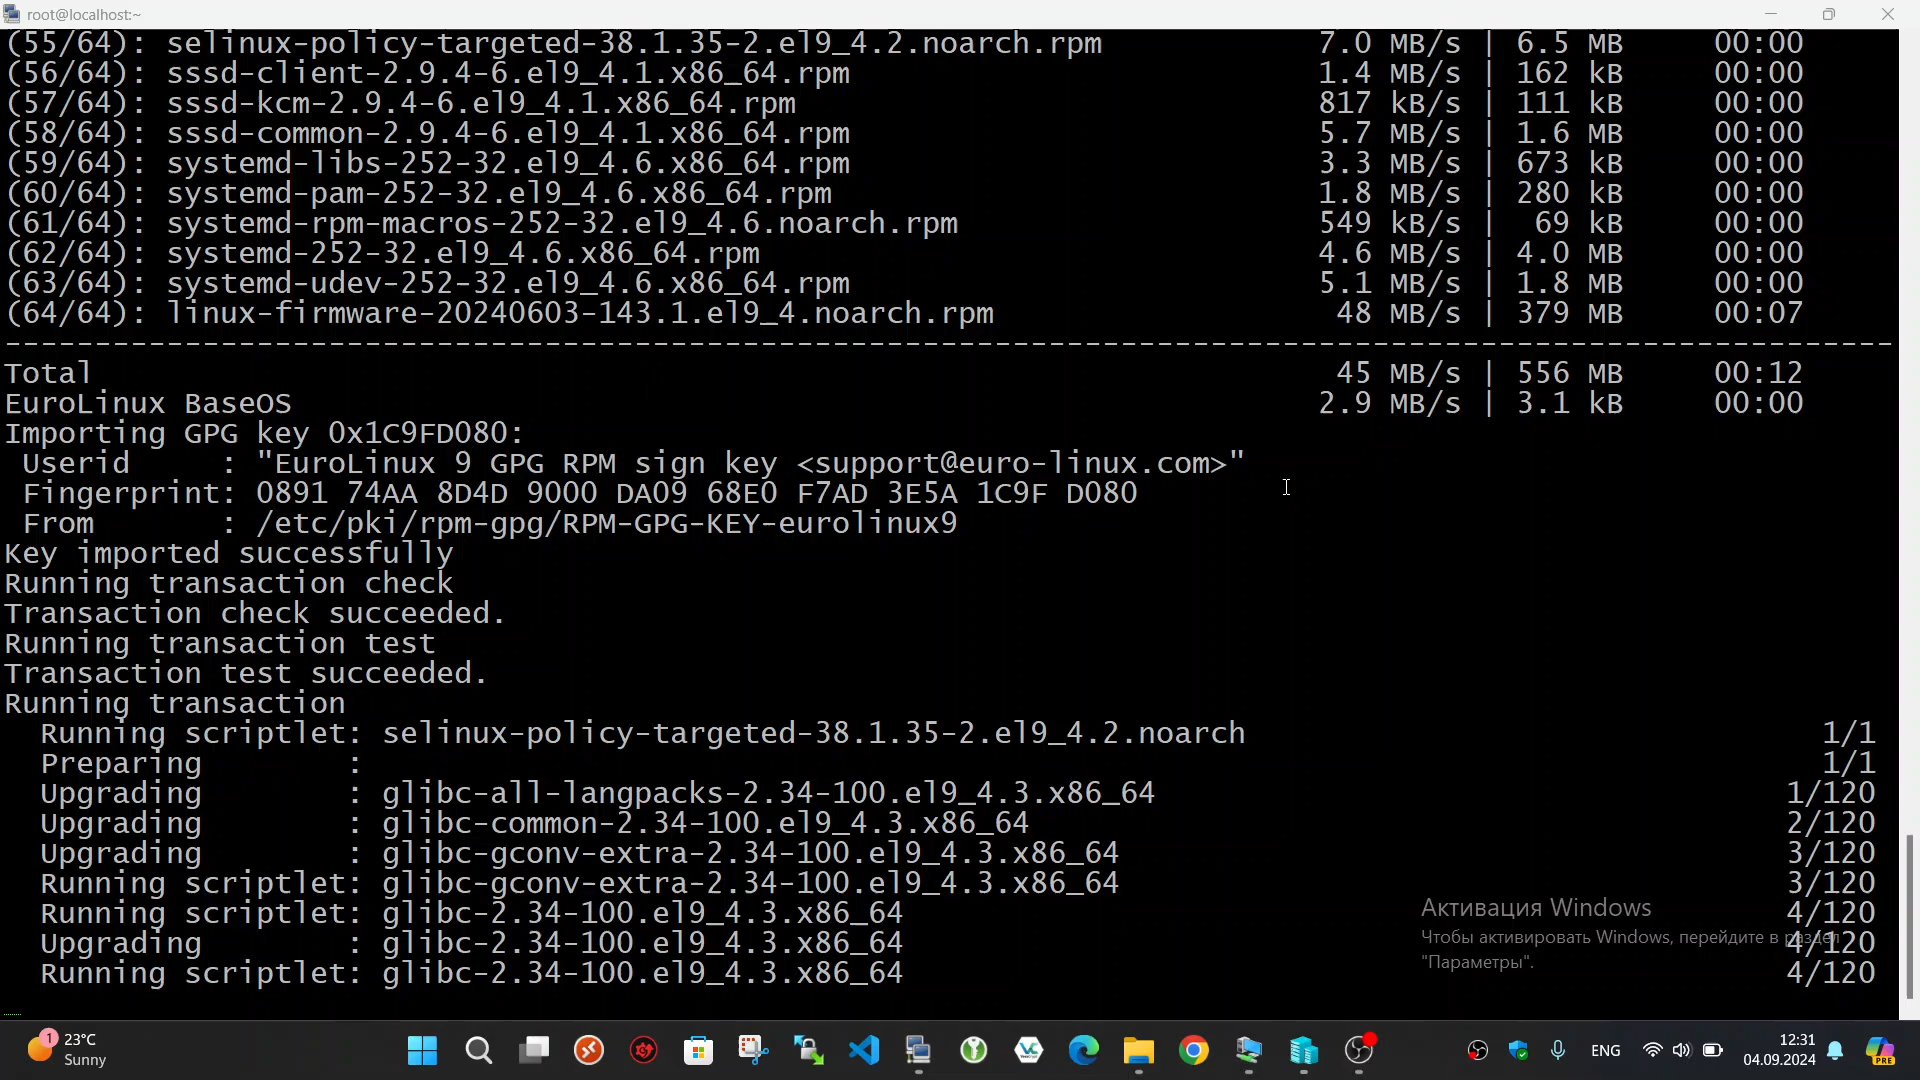 root@localhost:~
(55/64): selinux-policy-targeted-38.1.35-2.el9_4.2.noarch.rpm 7.0 MB/s | 6.5 MB 00:00
(56/64): sssd-client-2.9.4-6.el9_4.1.x86_64.rpm 1.4 MB/s | 162 kB 00:00
(57/64): sssd-kcm-2.9.4-6.el9_4.1.x86_64.rpm 817 kB/s | 111 kB 00:00
(58/64): sssd-common-2.9.4-6.el9_4.1.x86_64.rpm 5.7 MB/s | 1.6 MB 00:00
(59/64): systemd-libs-252-32.el9_4.6.x86_64.rpm 3.3 MB/s | 673 kB 00:00
(60/64): systemd-pam-252-32.el9_4.6.x86_64.rpm 1.8 MB/s | 280 kB 00:00
(61/64): systemd-rpm-macros-252-32.el9_4.6.noarch.rpm 549 kB/s | 69 kB 00:00
(62/64): systemd-252-32.el9_4.6.x86_64.rpm 4.6 MB/s | 4.0 MB 00:00
(63/64): systemd-udev-252-32.el9_4.6.x86_64.rpm 5.1 MB/s | 1.8 MB 00:00
(64/64): linux-firmware-20240603-143.1.el9_4.noarch.rpm 48 MB/s | 379 MB 00:07
---------------------------------------------------------------------------------------------------------
Total 45 MB/s | 556 MB 00:12
EuroLinux BaseOS 2.9 MB/s | 3.1 kB 00:00
Importing GPG key 0x1C9FD080:
Userid : "EuroLinux 9 GPG RPM sign key <support@euro-linux.com>"
Fingerprint: 0891 74AA 8D4D 9000 DA09 68E0 F7AD 3E5A 1C9F D080
From : /etc/pki/rpm-gpg/RPM-GPG-KEY-eurolinux9
Key imported successfully
Running transaction check
Transaction check succeeded.
Running transaction test
Transaction test succeeded.
Running transaction
Running scriptlet: selinux-policy-targeted-38.1.35-2.el9_4.2.noarch 1/1
Preparing : 1/1
Upgrading : glibc-all-langpacks-2.34-100.el9_4.3.x86_64 1/120
Upgrading : glibc-common-2.34-100.el9_4.3.x86_64 2/120
Upgrading : glibc-gconv-extra-2.34-100.el9_4.3.x86_64 3/120
Running scriptlet: glibc-gconv-extra-2.34-100.el9_4.3.x86_64 3/120
Running scriptlet: glibc-2.34-100.el9_4.3.x86_64 4/120
Upgrading : glibc-2.34-100.el9_4.3.x86_64 4/120
Running scriptlet: glibc-2.34-100.el9_4.3.x86_64 4/120
Активация Windows
Чтобы активировать Windows, перейдите в раздел
"Параметры".
1
23°C
Sunny
ENG
12:31
04.09.2024
PRE